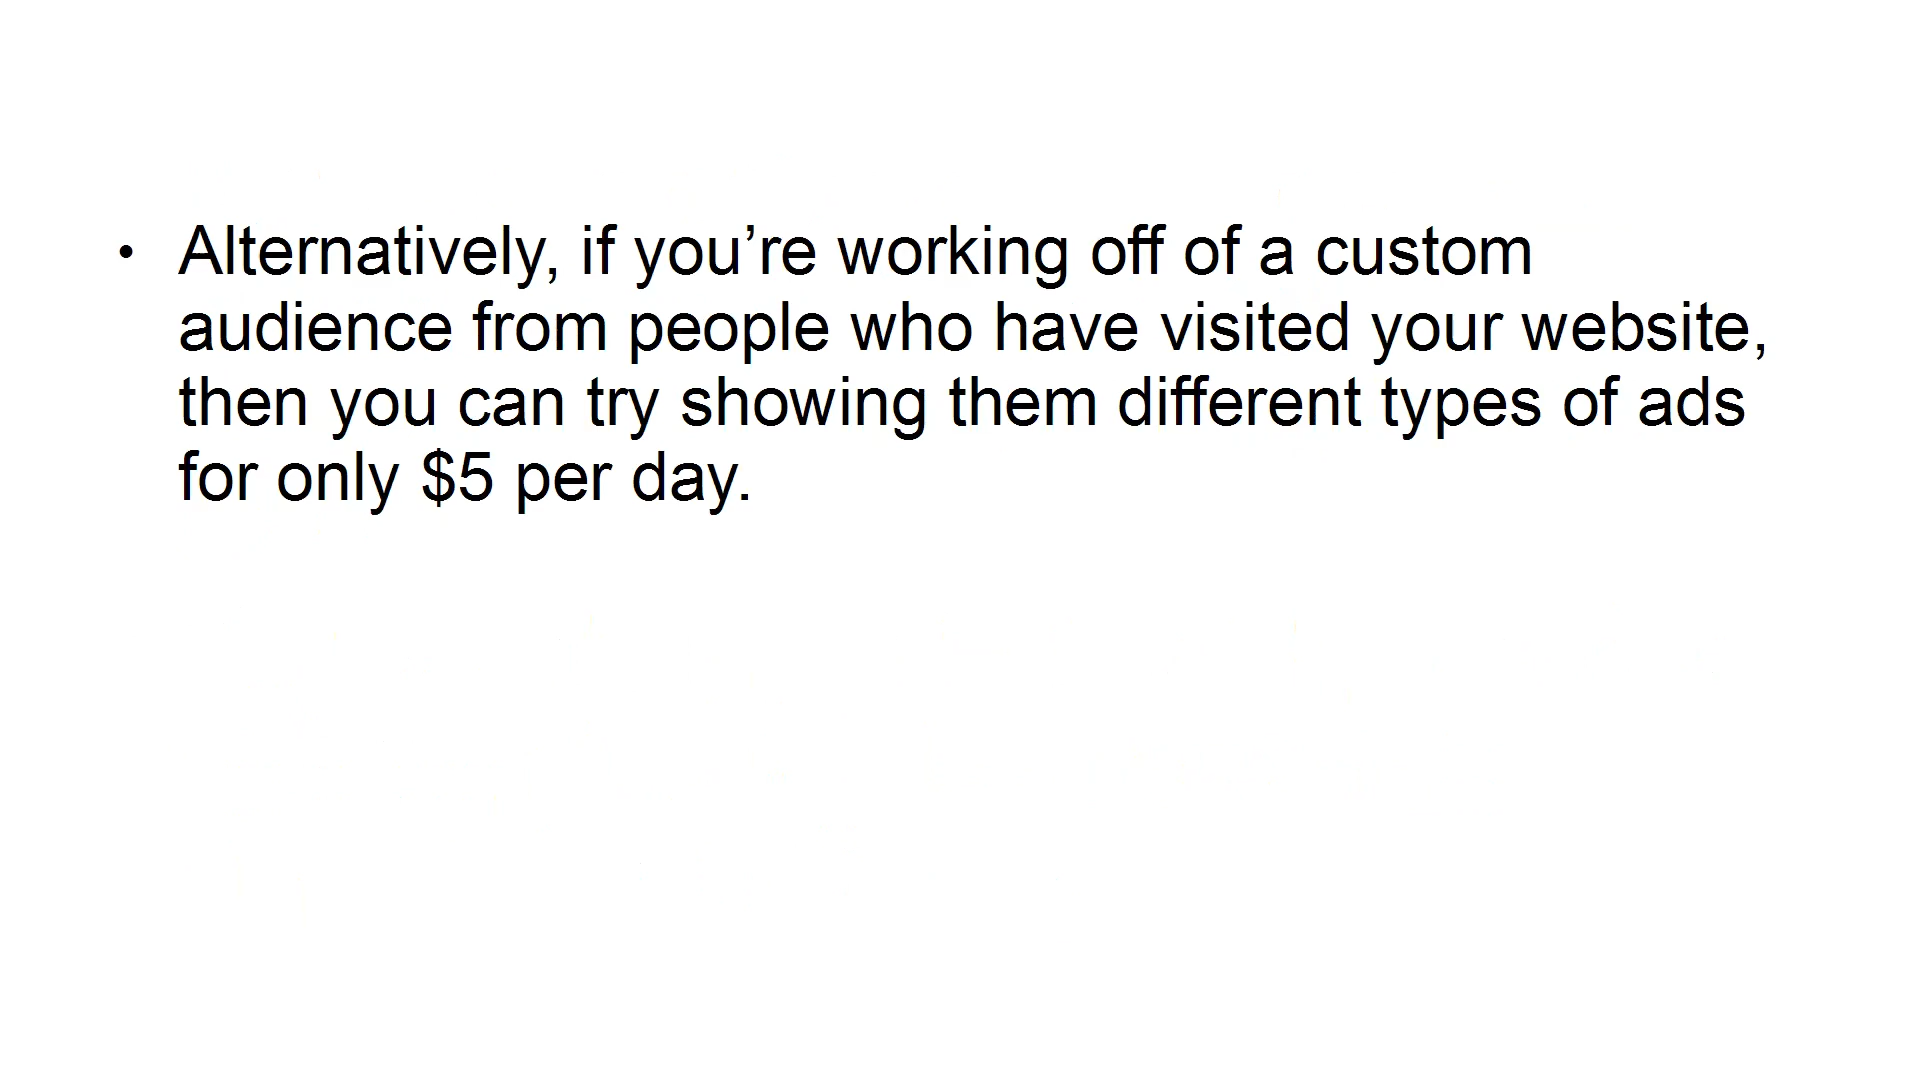 • Alternatively, if you’re working off of a custom
audience from people who have visited your website,
then you can try showing them different types of ads
for only $5 per day.